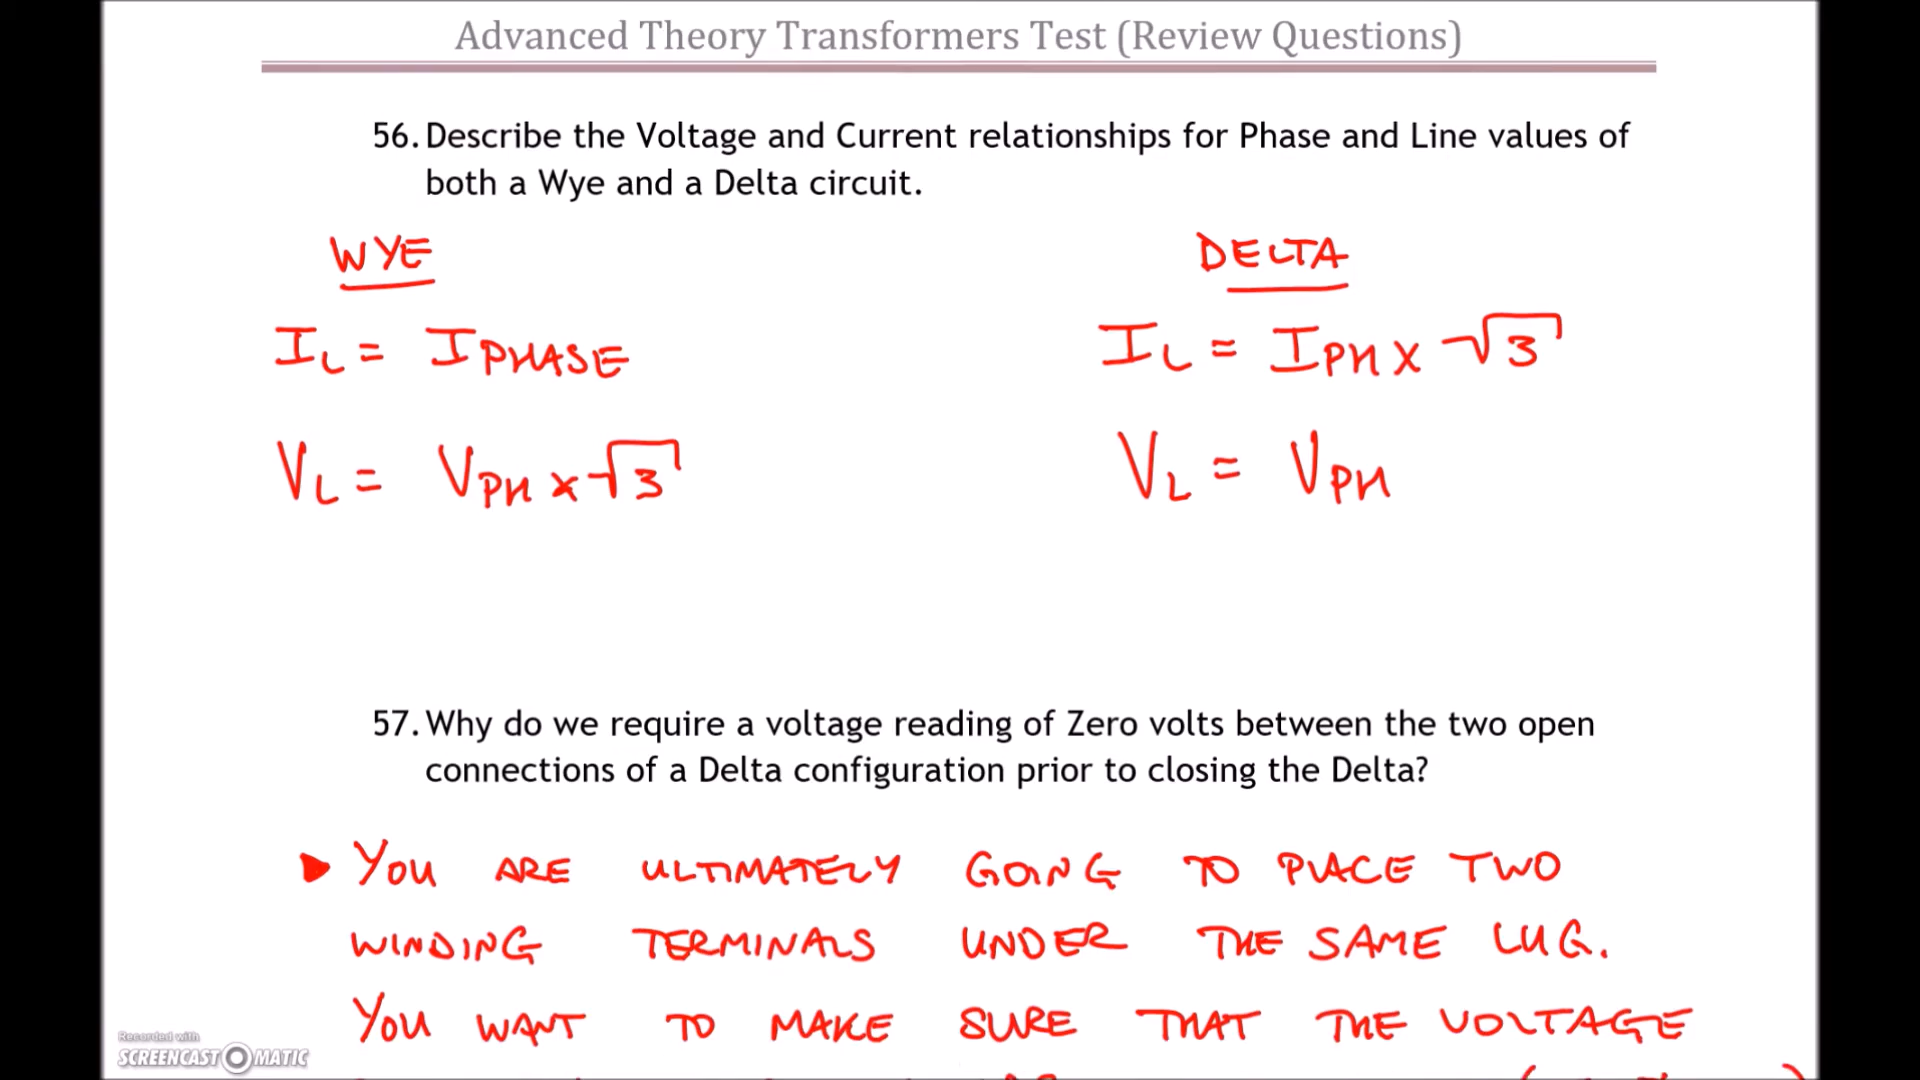 Advanced Theory Transformers Test (Review Questions)
56. Describe the Voltage and Current relationships for Phase and Line values of
both a Wye and a Delta circuit.
WYE DELTA
IL = IPHASE IL = IPH x √3
VL = VPH x √3 VL = VPH
57. Why do we require a voltage reading of Zero volts between the two open
connections of a Delta configuration prior to closing the Delta?
YOU ARE ULTIMATELY GOING TO PLACE TWO
WINDING TERMINALS UNDER THE SAME LUG.
YOU WANT TO MAKE SURE THAT THE VOLTAGE
Recorded with
SCREENCAST-O-MATIC